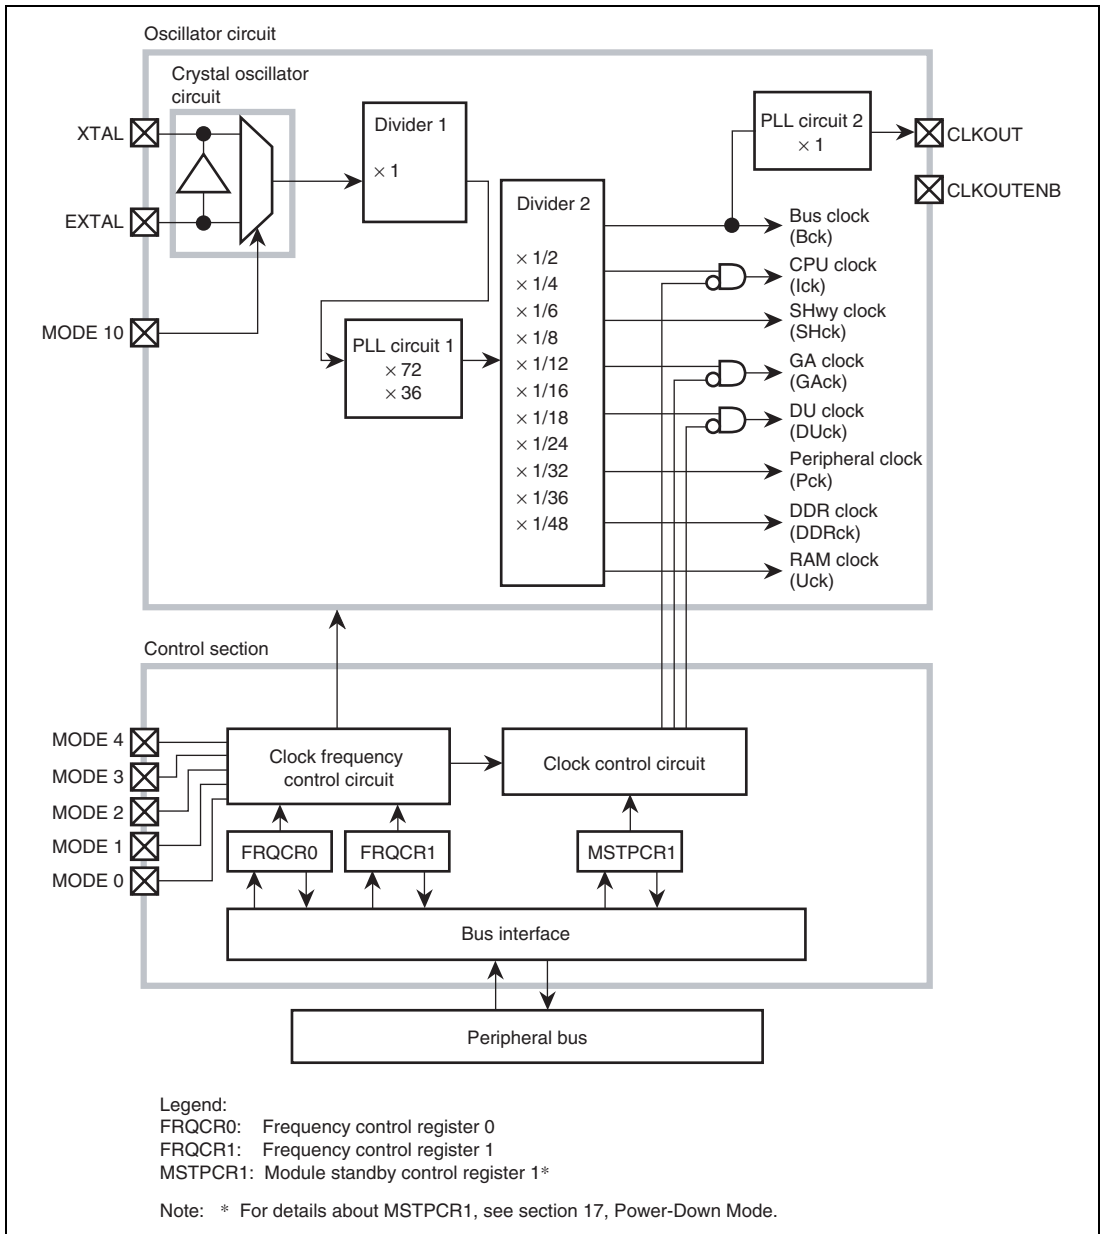 Oscillator circuit
Crystal oscillator
circuit
XTAL
EXTAL
MODE 10
Divider 1
× 1
PLL circuit 1
× 72
× 36
Divider 2
× 1/2
× 1/4
× 1/6
× 1/8
× 1/12
× 1/16
× 1/18
× 1/24
× 1/32
× 1/36
× 1/48
PLL circuit 2
× 1
CLKOUT
CLKOUTENB
Bus clock
(Bck)
CPU clock
(Ick)
SHwy clock
(SHck)
GA clock
(GAck)
DU clock
(DUck)
Peripheral clock
(Pck)
DDR clock
(DDRck)
RAM clock
(Uck)
Control section
MODE 4
MODE 3
MODE 2
MODE 1
MODE 0
Clock frequency
control circuit
Clock control circuit
FRQCR0
FRQCR1
MSTPCR1
Bus interface
Peripheral bus
Legend:
FRQCR0: Frequency control register 0
FRQCR1: Frequency control register 1
MSTPCR1: Module standby control register 1*
Note: * For details about MSTPCR1, see section 17, Power-Down Mode.